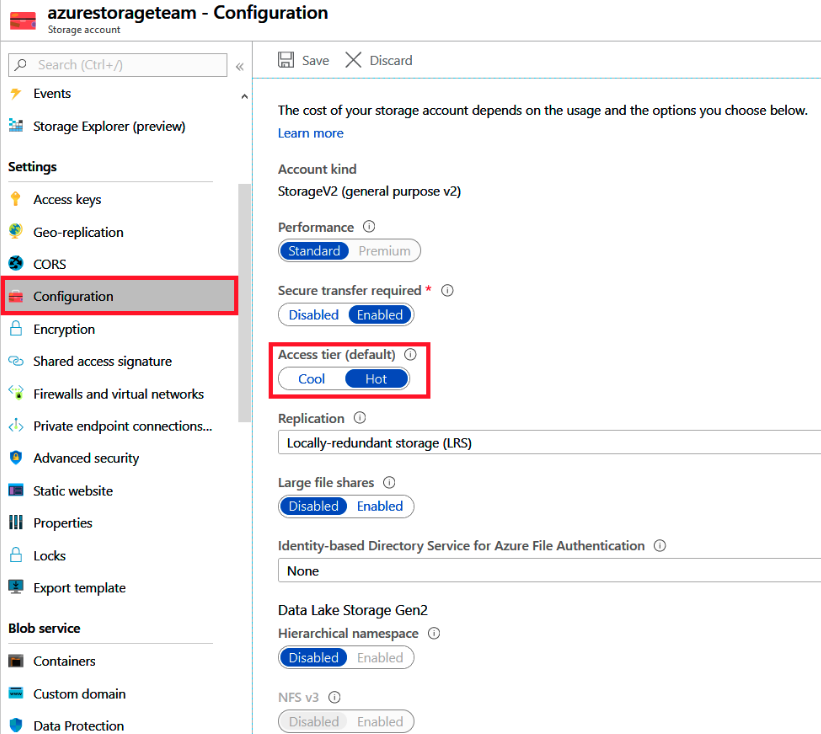 azurestorageteam - Configuration
Storage account
Search (Ctrl+/)
«
Events
Storage Explorer (preview)
Settings
Access keys
Geo-replication
CORS
Configuration
Encryption
Shared access signature
Firewalls and virtual networks
Private endpoint connections...
Advanced security
Static website
Properties
Locks
Export template
Blob service
Containers
Custom domain
Data Protection
Save Discard
The cost of your storage account depends on the usage and the options you choose below.
Learn more
Account kind
StorageV2 (general purpose v2)
Performance
Standard Premium
Secure transfer required *
Disabled Enabled
Access tier (default)
Cool Hot
Replication
Locally-redundant storage (LRS)
Large file shares
Disabled Enabled
Identity-based Directory Service for Azure File Authentication
None
Data Lake Storage Gen2
Hierarchical namespace
Disabled Enabled
NFS v3
Disabled Enabled